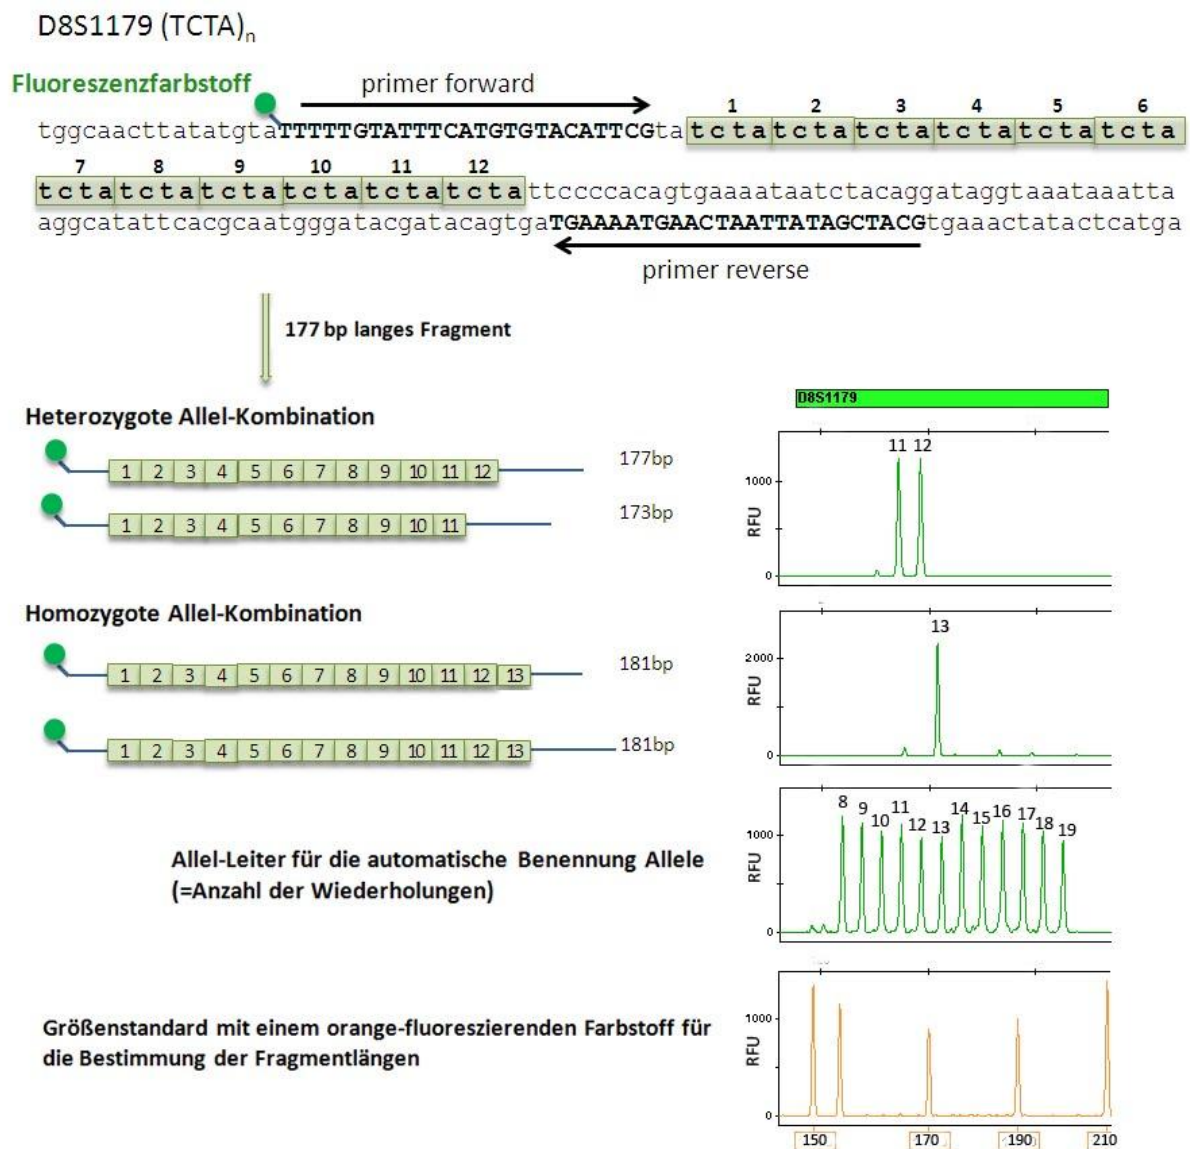 D8S1179 (TCTA)n
Fluoreszenzfarbstoff
primer forward
1 2 3 4 5 6
tggcaacttatatgtaTTTTTGTATTTCATGTGTACATTCGtatctatctatctatctatctatcta
7 8 9 10 11 12
tctatctatctatctatctatctattccccacagtgaaaataatctacaggataggtaaataaatta
aggcatattcacgcaatgggatacgatacagtgaTGAAAATGAACTAATTATAGCTACGtgaaactatactcatga
primer reverse
177 bp langes Fragment
Heterozygote Allel-Kombination
1 2 3 4 5 6 7 8 9 10 11 12
177bp
1 2 3 4 5 6 7 8 9 10 11
173bp
D8S1179
11 12
1000
RFU
0
Homozygote Allel-Kombination
1 2 3 4 5 6 7 8 9 10 11 12 13
181bp
1 2 3 4 5 6 7 8 9 10 11 12 13
181bp
13
2000
RFU
0
Allel-Leiter für die automatische Benennung Allele
(=Anzahl der Wiederholungen)
8 9 10 11 12 13 14 15 16 17 18 19
1000
RFU
0
Größenstandard mit einem orange-fluoreszierenden Farbstoff für
die Bestimmung der Fragmentlängen
1000
RFU
0
150 170 190 210